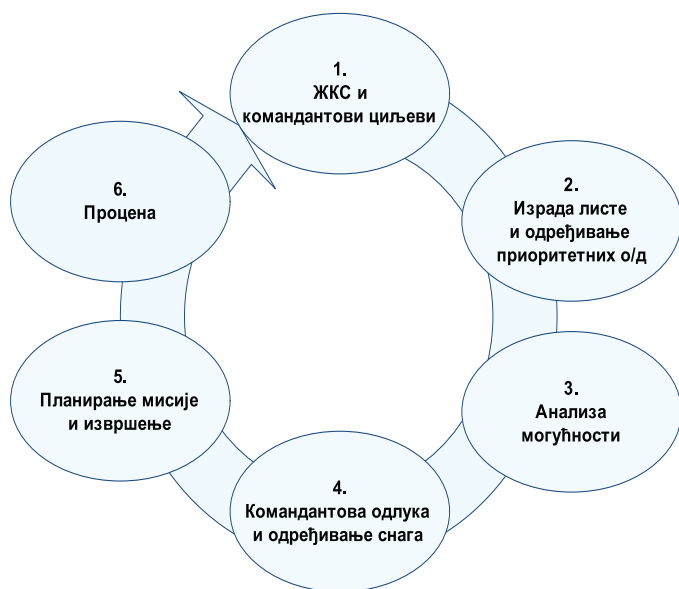 1.
ЖКС и
командантови циљеви
2.
Израда листе
и одређивање
приоритетних о/д
3.
Анализа
могућности
4.
Командантова одлука
и одређивање снага
5.
Планирање мисије
и извршење
6.
Процена